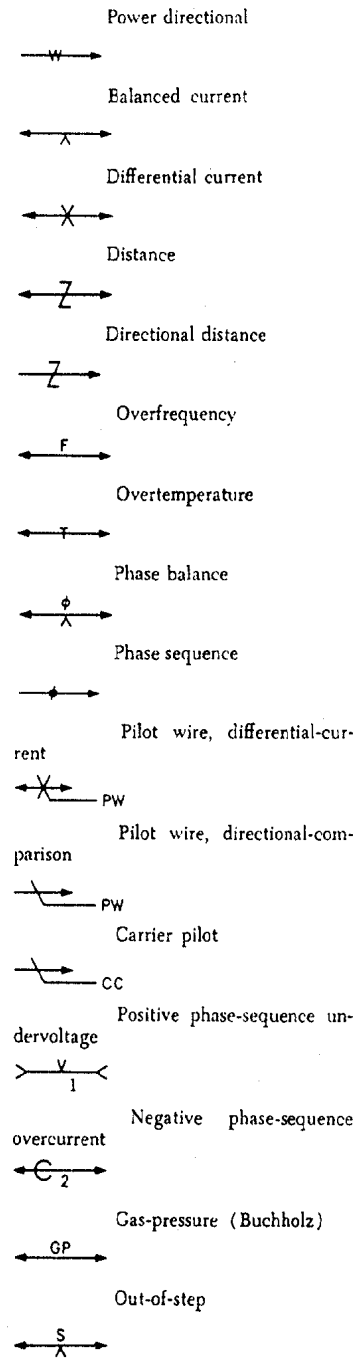 Power directional
W
Balanced current
Differential current
Distance
Z
Directional distance
Z
Overfrequency
F
Overtemperature
T
Phase balance
ϕ
Phase sequence
Pilot wire, differential-cur-
rent
PW
Pilot wire, directional-com-
parison
PW
Carrier pilot
CC
Positive phase-sequence un-
dervoltage
V
1
Negative phase-sequence
overcurrent
C
2
Gas-pressure (Buchholz)
GP
Out-of-step
S